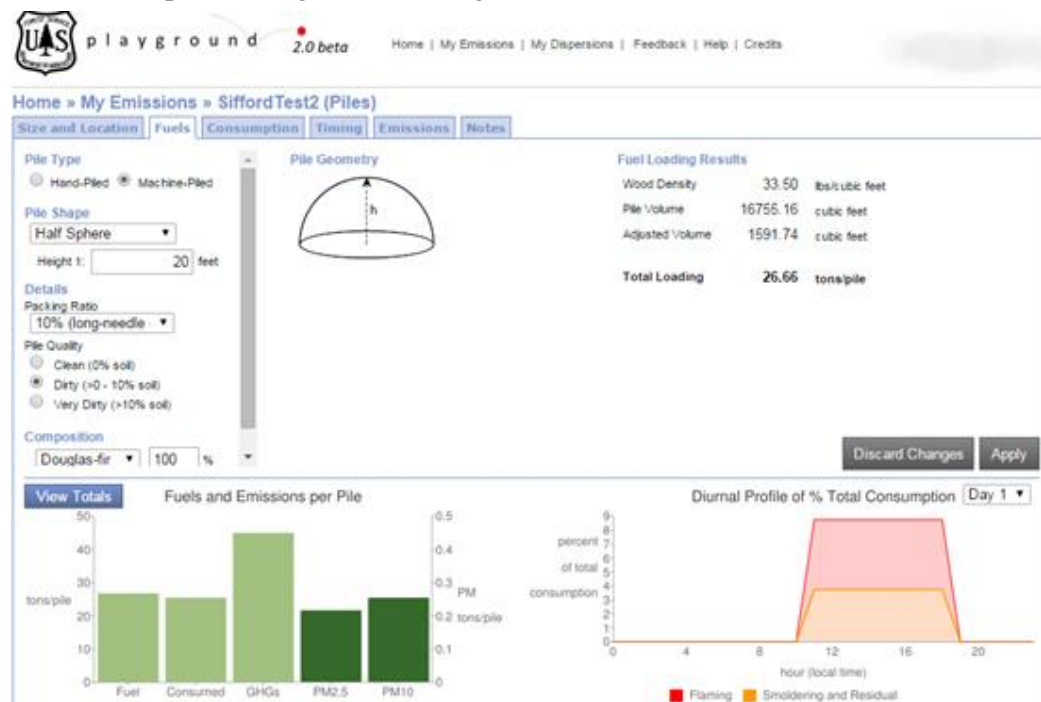 UAS
playground 2.0 beta
Home | My Emissions | My Dispersions | Feedback | Help | Credits
Home » My Emissions » SiffordTest2 (Piles)
Size and Location Fuels Consumption Timing Emissions Notes
Pile Type
Hand-Piled Machine-Piled
Pile Shape
Half Sphere
Height 1: 20 feet
Details
Packing Ratio
10% (long-needle
Pile Quality
Clean (0% soil)
Dirty (>0 - 10% soil)
Very Dirty (>10% soil)
Composition
Douglas-fir 100 %
Pile Geometry
h
Fuel Loading Results
Wood Density 33.50 lbs/cubic feet
Pile Volume 16755.16 cubic feet
Adjusted Volume 1591.74 cubic feet
Total Loading 26.66 tons/pile
Discard Changes Apply
View Totals
Fuels and Emissions per Pile
50
40
30
20
10
0
tons/pile
0.5
0.4
0.3
0.2
0.1
0
PM
tons/pile
Fuel Consumed GHGs PM2.5 PM10
Diurnal Profile of % Total Consumption Day 1
percent
of total
consumption
9
8
7
6
5
4
3
2
1
0
0 4 8 12 16 20
hour (local time)
Flaming Smoldering and Residual